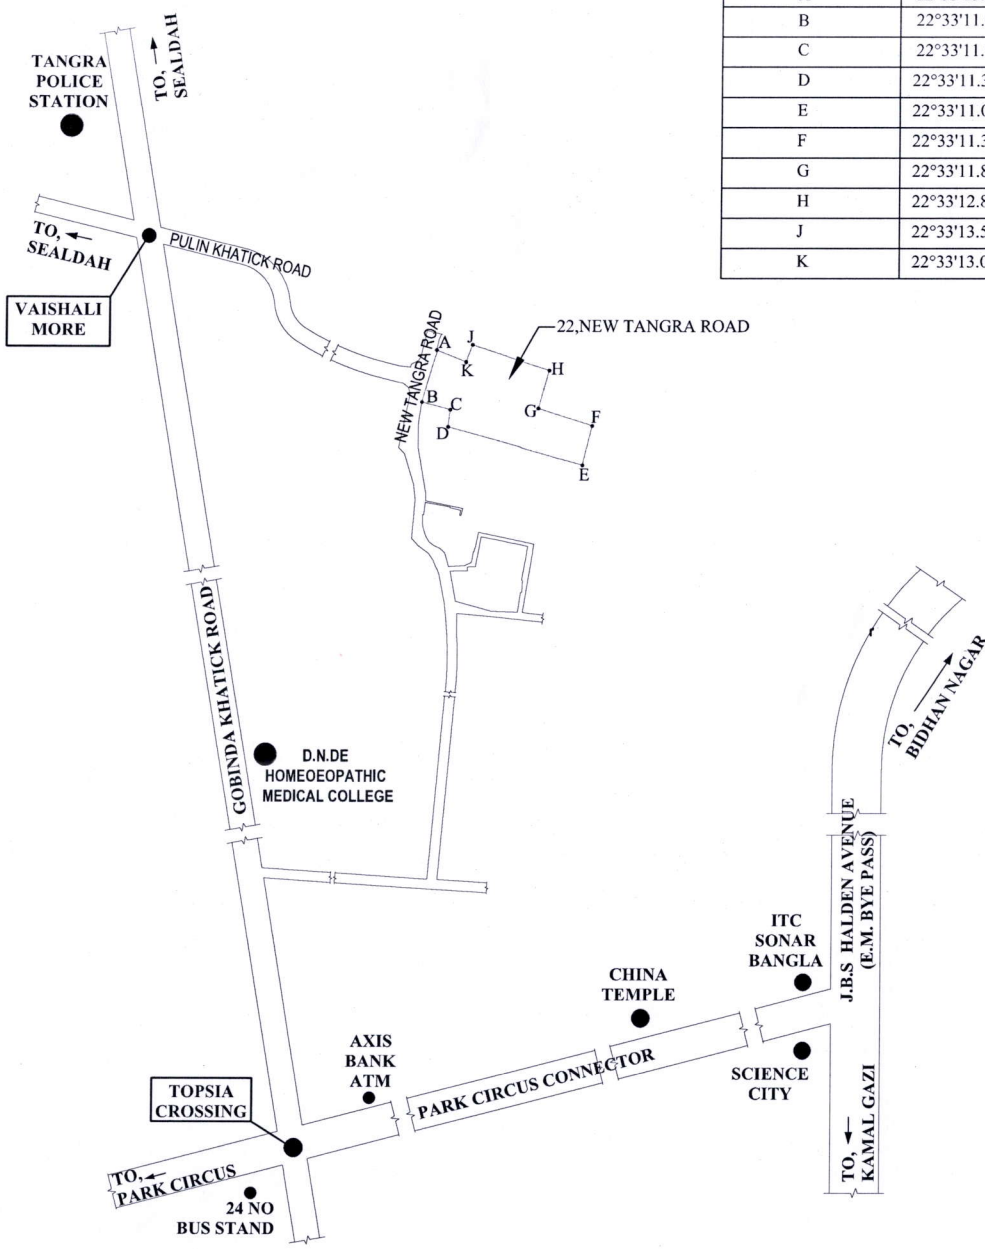 B 22°33'11.
C 22°33'11.
D 22°33'11.3
E 22°33'11.0
F 22°33'11.3
G 22°33'11.8
H 22°33'12.8
J 22°33'13.5
K 22°33'13.0
TANGRA
POLICE
STATION
TO,
SEALDAH
TO,
SEALDAH
PULIN KHATICK ROAD
VAISHALI
MORE
22,NEW TANGRA ROAD
NEW TANGRA ROAD
A
J
K
H
B
C
G
F
D
E
GOBINDA KHATICK ROAD
D.N.DE
HOMEOEOPATHIC
MEDICAL COLLEGE
TO,
BIDHAN NAGAR
J.B.S HALDEN AVENUE
(E.M. BYE PASS)
ITC
SONAR
BANGLA
CHINA
TEMPLE
AXIS
BANK
ATM
PARK CIRCUS CONNECTOR
SCIENCE
CITY
TOPSIA
CROSSING
TO,
KAMAL GAZI
TO,
PARK CIRCUS
24 NO
BUS STAND